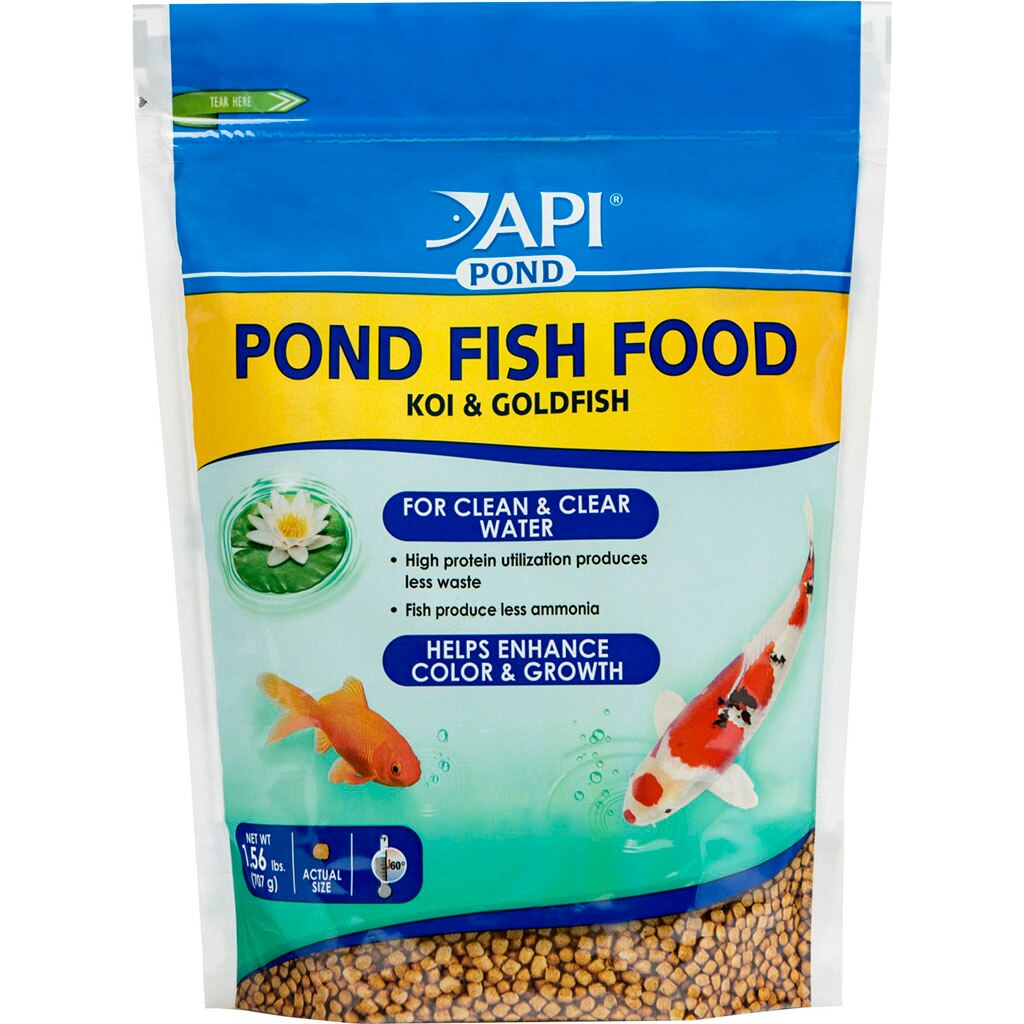 TEAR HERE
API®
POND
POND FISH FOOD
KOI & GOLDFISH
FOR CLEAN & CLEAR
WATER
• High protein utilization produces
less waste
• Fish produce less ammonia
HELPS ENHANCE
COLOR & GROWTH
NET WT
1.56 lbs.
(707 g)
ACTUAL
SIZE
60°